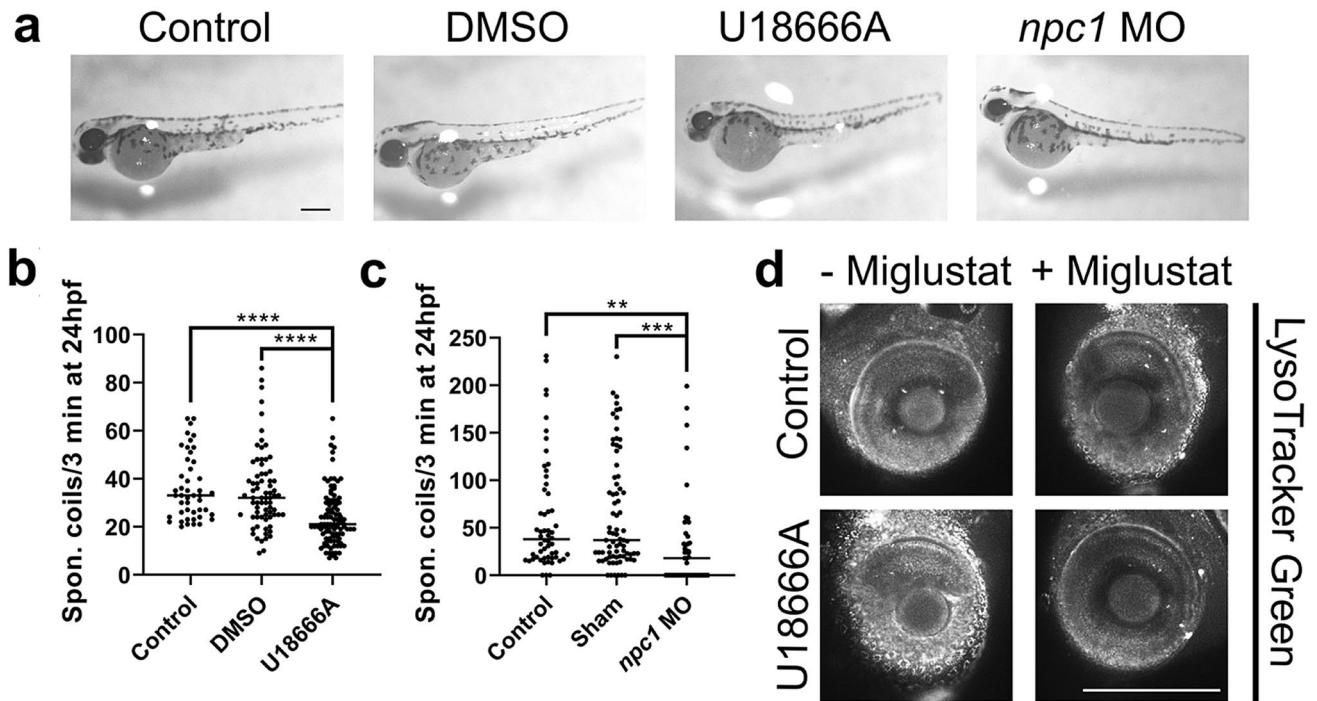 a
Control DMSO U18666A npc1 MO
b
Spon. coils/3 min at 24hpf
100
80
60
40
20
0
****
****
Control
DMSO
U18666A
c
Spon. coils/3 min at 24hpf
250
200
150
100
50
0
**
***
Control
Sham
npc1 MO
d
- Miglustat + Miglustat
Control
U18666A
LysoTracker Green